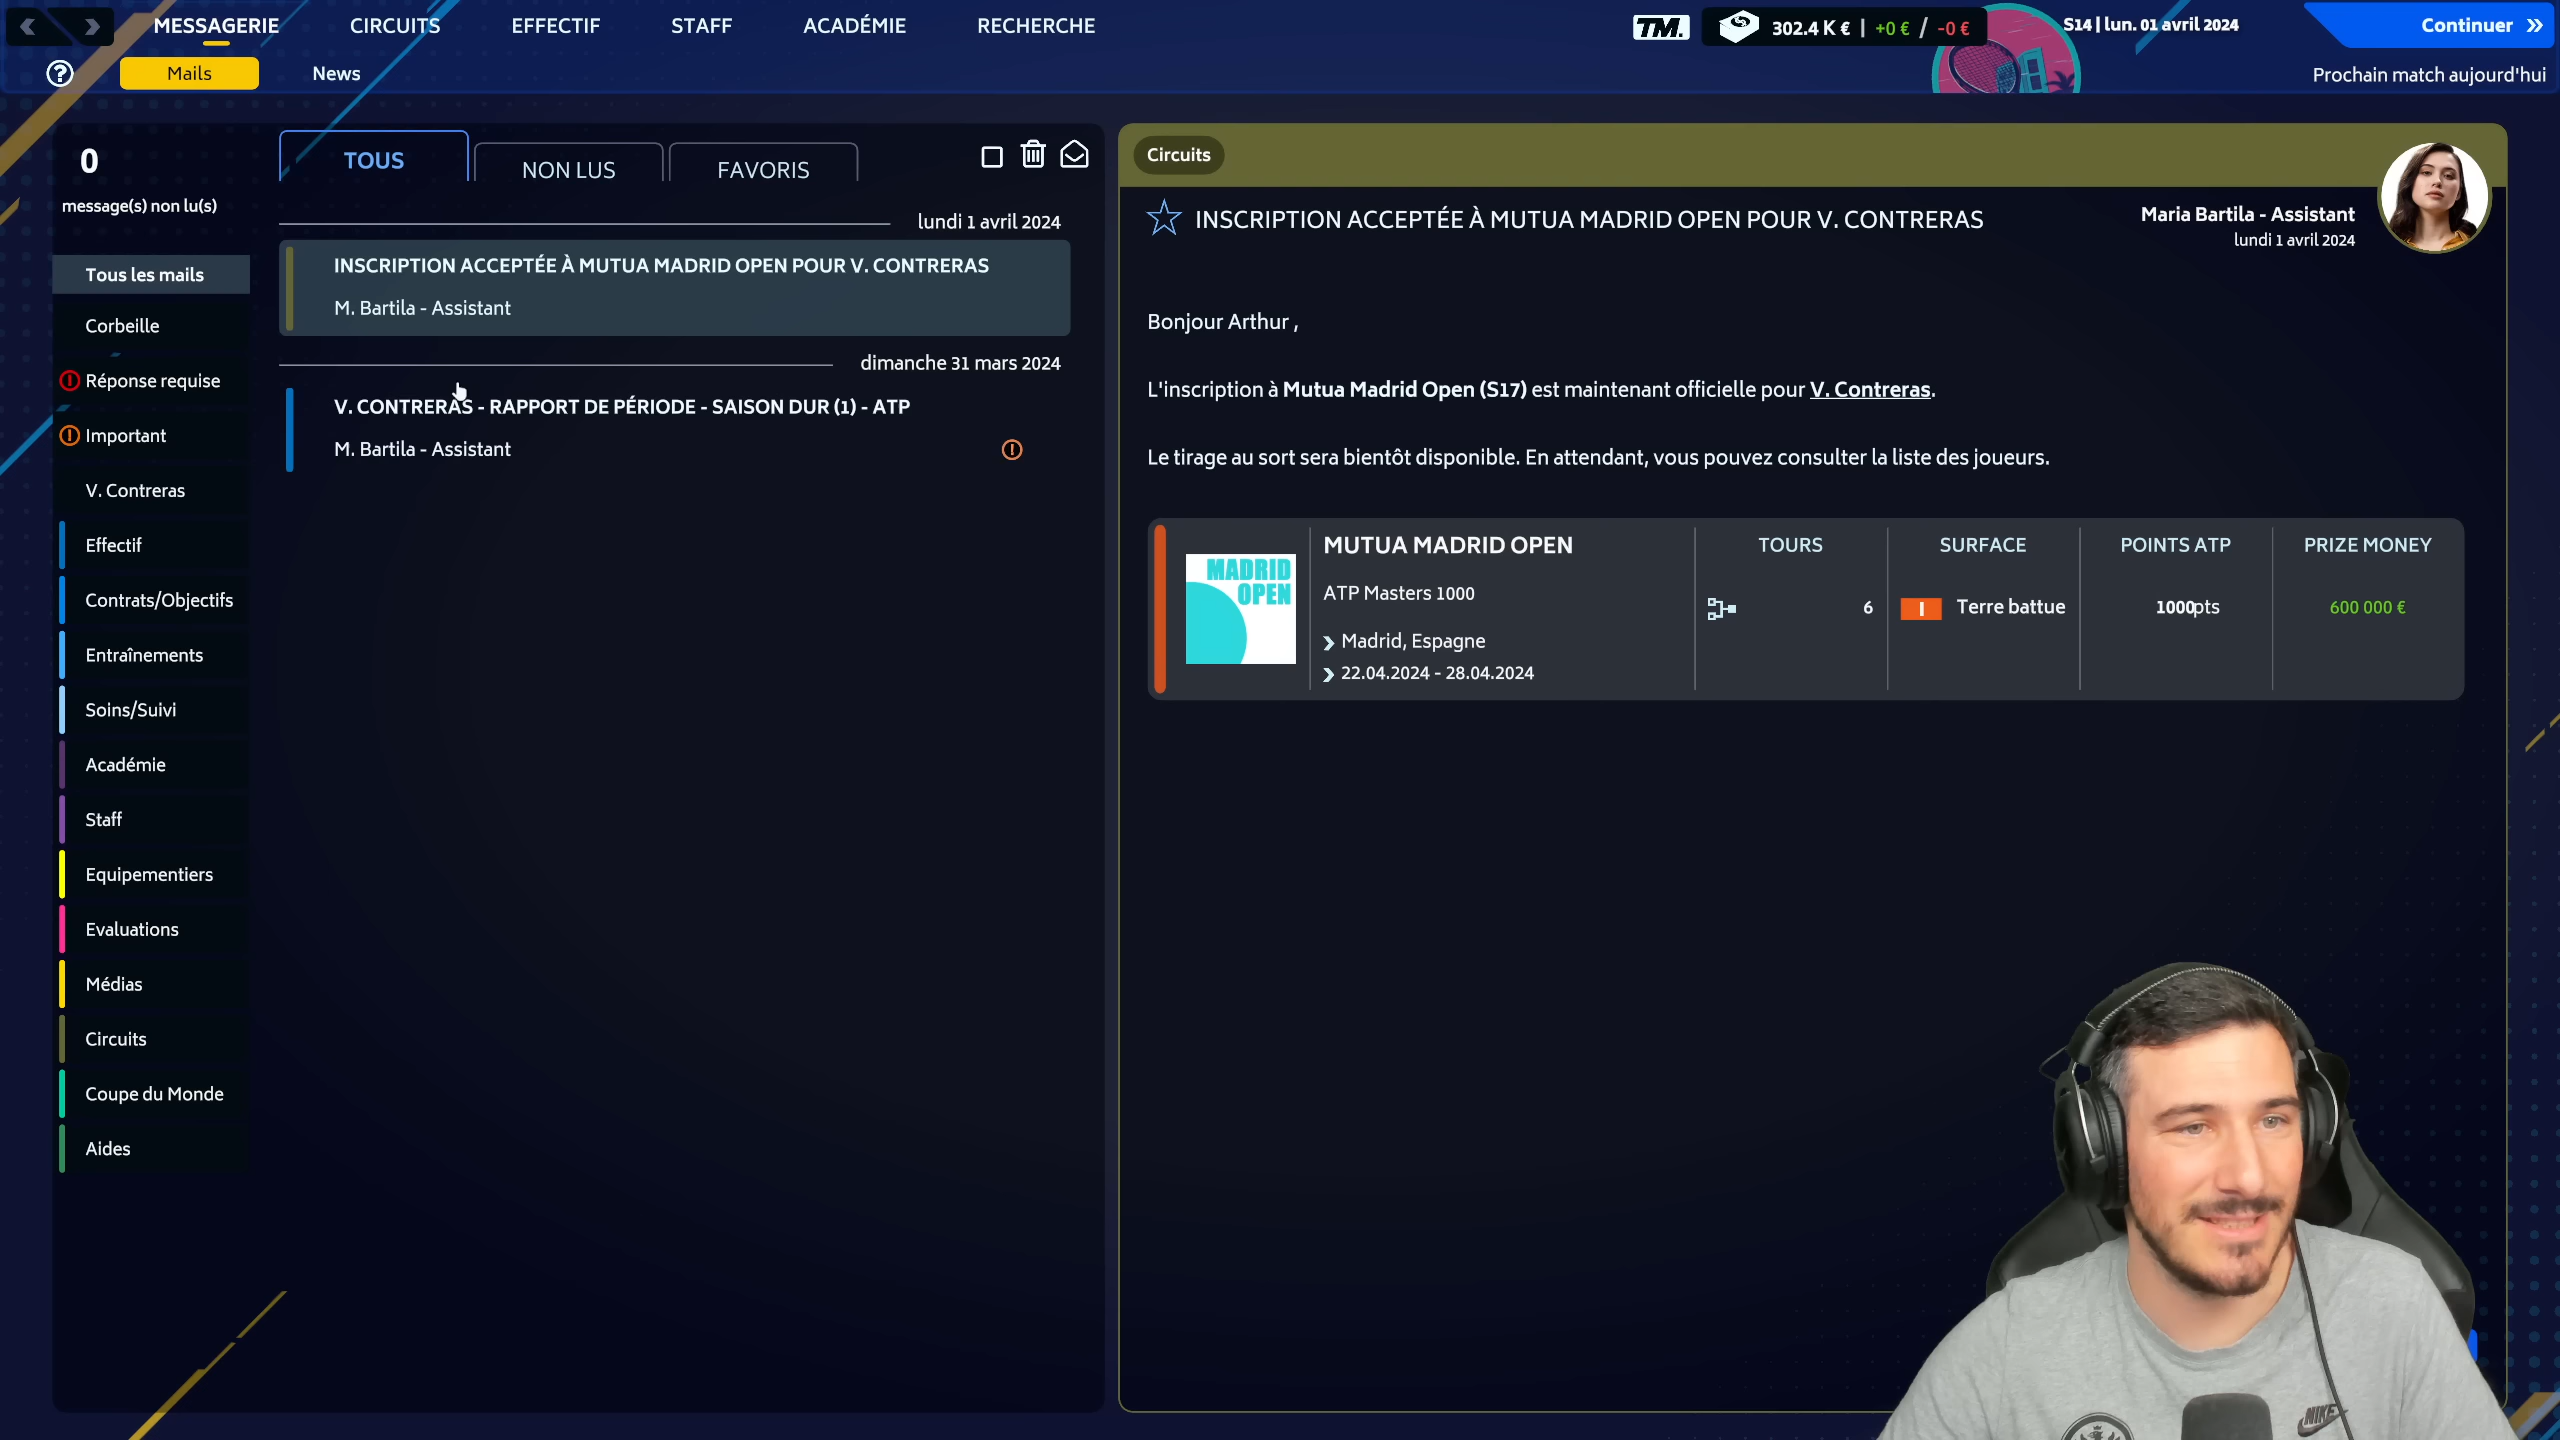 MESSAGERIE
CIRCUITS
EFFECTIF
STAFF
ACADÉMIE
RECHERCHE
TM.
302.4 K € | +0 € / -0 €
S14 | lun. 01 avril 2024
Continuer
Mails
News
Prochain match aujourd'hui
0
message(s) non lu(s)
Tous les mails
Corbeille
Réponse requise
Important
V. Contreras
Effectif
Contrats/Objectifs
Entraînements
Soins/Suivi
Académie
Staff
Equipementiers
Evaluations
Médias
Circuits
Coupe du Monde
Aides
TOUS
NON LUS
FAVORIS
lundi 1 avril 2024
INSCRIPTION ACCEPTÉE À MUTUA MADRID OPEN POUR V. CONTRERAS
M. Bartila - Assistant
dimanche 31 mars 2024
V. CONTRERAS - RAPPORT DE PÉRIODE - SAISON DUR (1) - ATP
M. Bartila - Assistant
Circuits
INSCRIPTION ACCEPTÉE À MUTUA MADRID OPEN POUR V. CONTRERAS
Maria Bartila - Assistant
lundi 1 avril 2024
Bonjour Arthur ,
L'inscription à Mutua Madrid Open (S17) est maintenant officielle pour V. Contreras.
Le tirage au sort sera bientôt disponible. En attendant, vous pouvez consulter la liste des joueurs.
MADRID
OPEN
MUTUA MADRID OPEN
ATP Masters 1000
Madrid, Espagne
22.04.2024 - 28.04.2024
TOURS
6
SURFACE
Terre battue
POINTS ATP
1000pts
PRIZE MONEY
600 000 €
NIKE